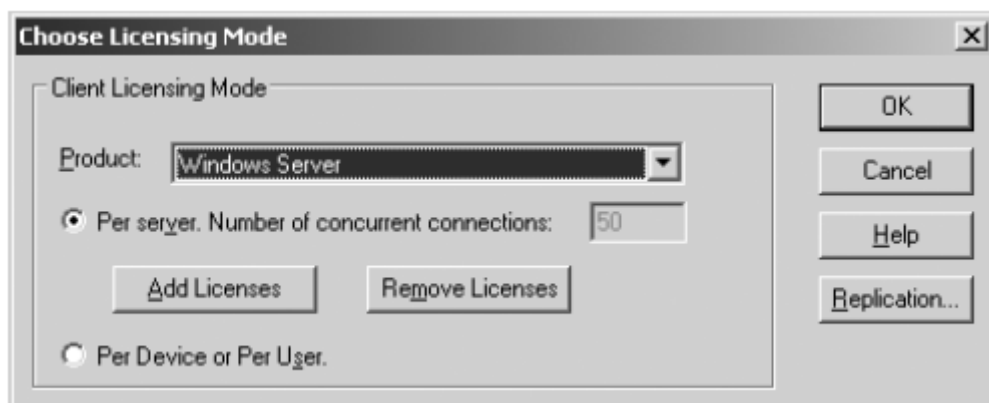 Choose Licensing Mode
Client Licensing Mode
Product: Windows Server
Per server. Number of concurrent connections: 50
Add Licenses Remove Licenses
Per Device or Per User.
OK
Cancel
Help
Replication...